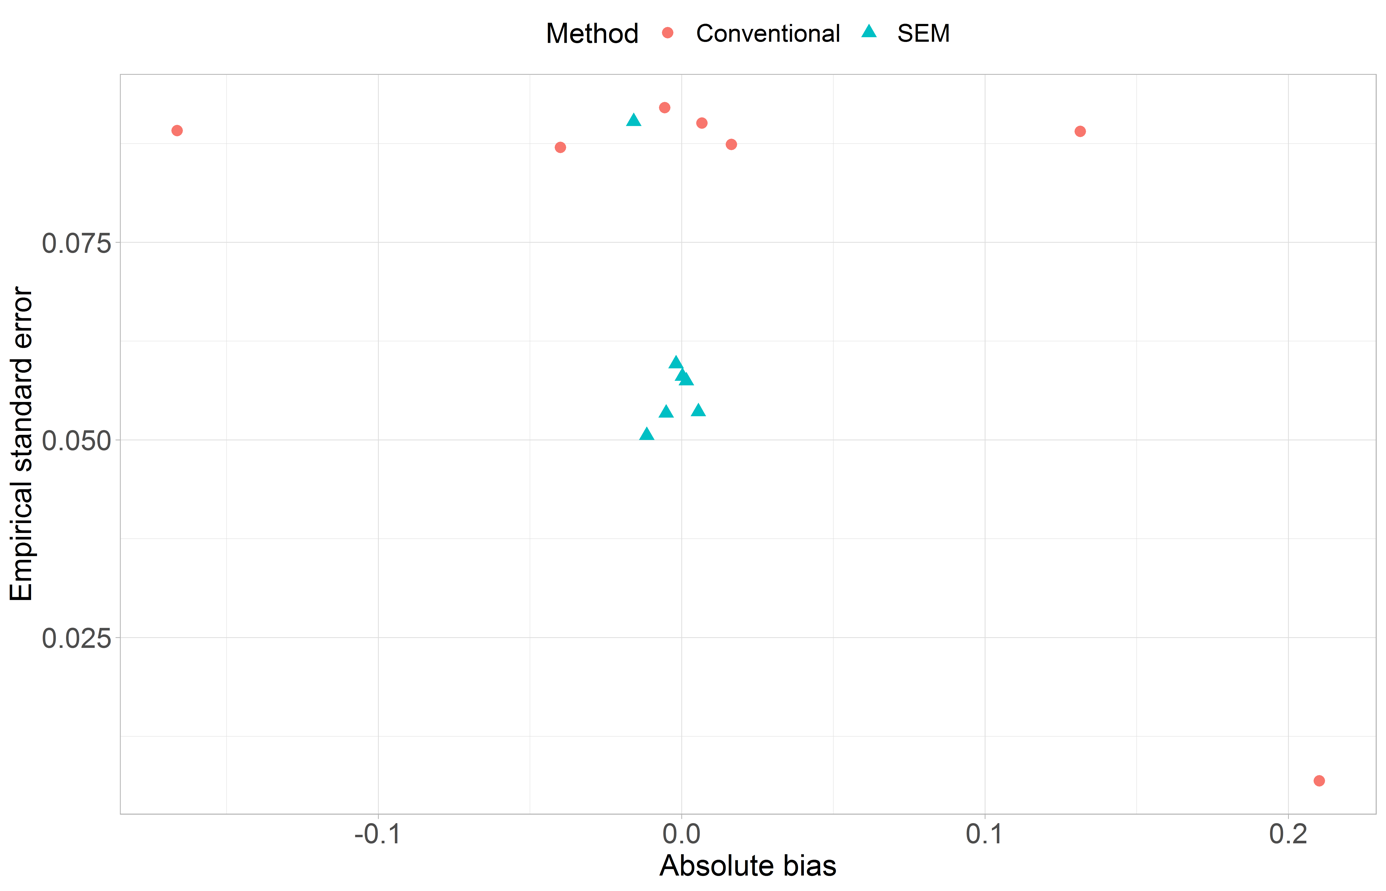 Method Conventional SEM
Empirical standard error
0.075
0.050
0.025
-0.1 0.0 0.1 0.2
Absolute bias